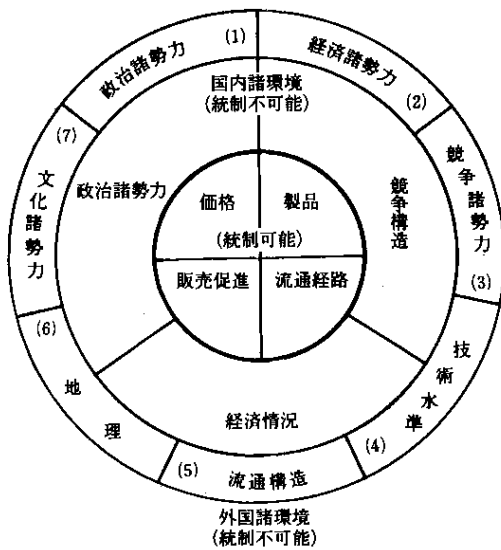 (1)
政治諸勢力
経済諸勢力
(2)
競争諸勢力
(3)
技術水準
(4)
(5)
流通構造
(6)
地理
(7)
文化諸勢力
国内諸環境
(統制不可能)
政治諸勢力
競争構造
経済情況
価格
製品
(統制可能)
販売促進
流通経路
外国諸環境
(統制不可能)